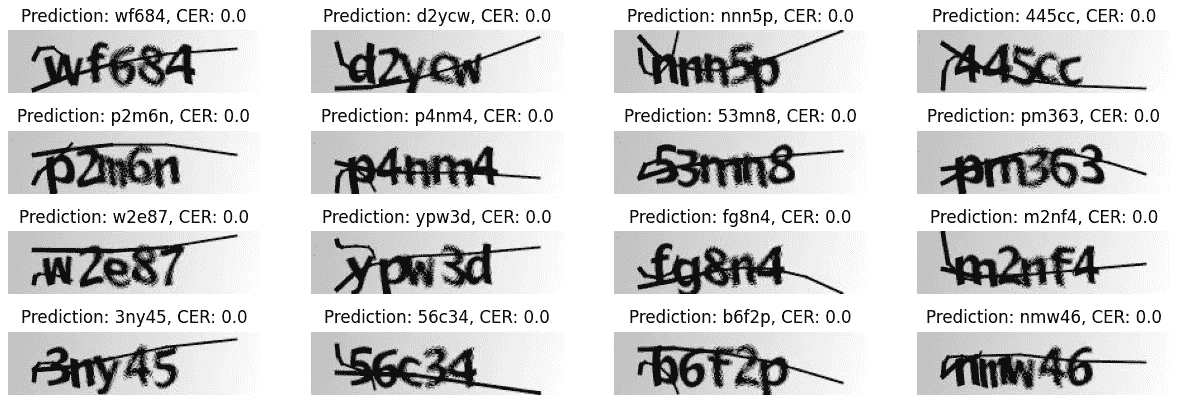 Prediction: wf684, CER: 0.0 Prediction: d2ycw, CER: 0.0 Prediction: nnn5p, CER: 0.0 Prediction: 445cc, CER: 0.0
wf684 d2ycw nnn5p 445cc
Prediction: p2m6n, CER: 0.0 Prediction: p4nm4, CER: 0.0 Prediction: 53mn8, CER: 0.0 Prediction: pm363, CER: 0.0
p2m6n p4nm4 53mn8 pm363
Prediction: w2e87, CER: 0.0 Prediction: ypw3d, CER: 0.0 Prediction: fg8n4, CER: 0.0 Prediction: m2nf4, CER: 0.0
w2e87 ypw3d fg8n4 m2nf4
Prediction: 3ny45, CER: 0.0 Prediction: 56c34, CER: 0.0 Prediction: b6f2p, CER: 0.0 Prediction: nmw46, CER: 0.0
3ny45 56c34 b6f2p nmw46